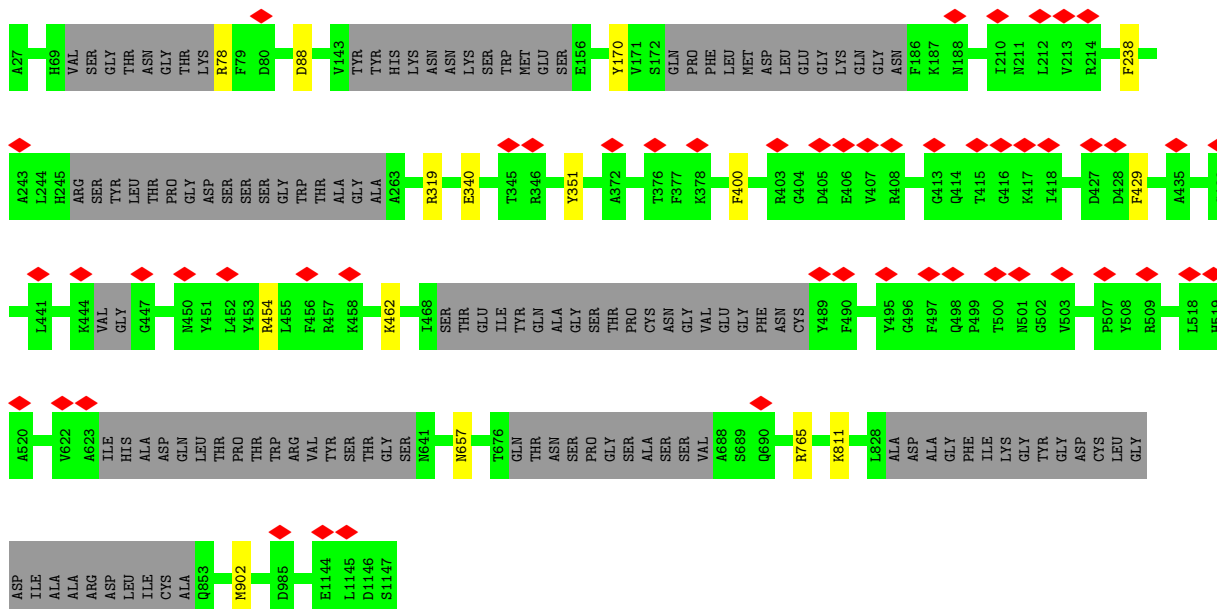 A27 H69 VAL SER GLY THR ASN GLY THR LYS R78 F79 D80 D88 V143 TYR TYR HIS LYS ASN ASN LYS SER TRP MET GLU SER E156 Y170 V171 S172 GLN PRO PHE LEU MET ASP LEU GLU GLY LYS GLN GLY ASN F186 K187 N188 I210 N211 L212 V213 R214 F238
A243 L244 H245 ARG SER TYR LEU THR PRO GLY ASP SER SER SER GLY TRP THR ALA GLY ALA A263 R319 E340 T345 R346 Y351 A372 T376 F377 K378 F400 R403 G404 D405 E406 V407 R408 G413 Q414 T415 G416 K417 I418 D427 D428 F429 A435
L441 K444 VAL GLY G447 N450 Y451 L452 Y453 R454 L455 F456 R457 K458 K462 I468 SER THR GLU ILE TYR GLN ALA GLY SER THR PRO CYS ASN GLY VAL GLU GLY PHE ASN CYS Y489 F490 Y495 G496 F497 Q498 P499 T500 N501 G502 V503 P507 Y508 R509 L518 H519
A520 V622 A623 ILE HIS ALA ASP GLN LEU THR PRO THR TRP ARG VAL TYR SER THR GLY SER N641 N657 T676 GLN THR ASN SER PRO GLY SER ALA SER SER VAL A688 S689 Q690 R765 K811 L828 ALA ASP ALA GLY PHE ILE LYS GLY TYR GLY ASP CYS LEU GLY
ASP ILE ALA ALA ARG ASP LEU ILE CYS ALA Q853 M902 D985 E1144 L1145 D1146 S1147